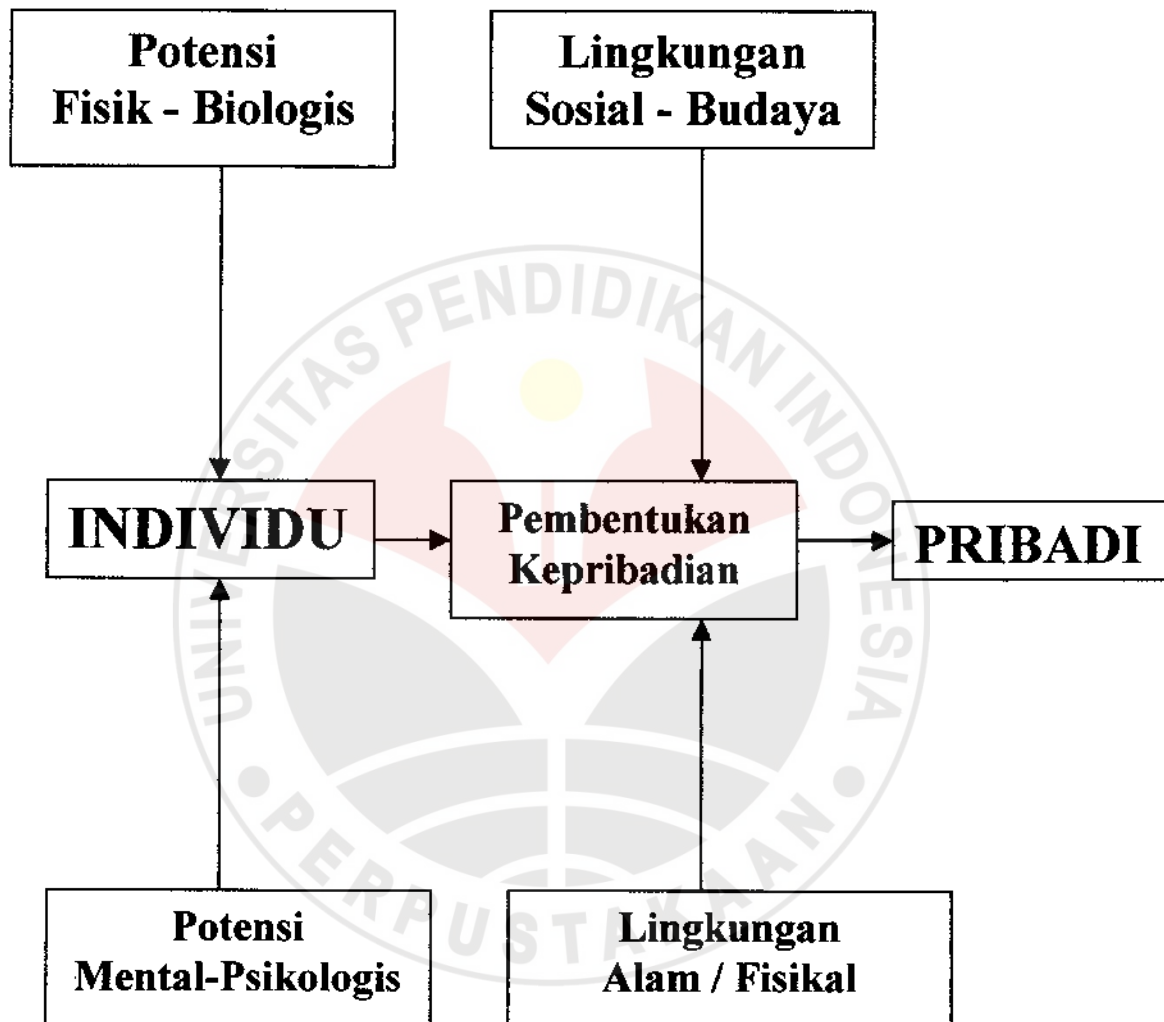 Potensi
Fisik - Biologis
Lingkungan
Sosial - Budaya
UNIVERSITAS PENDIDIKAN INDONESIA
INDIVIDU
Pembentukan
Kepribadian
PRIBADI
PERPUSTAKAAN
Potensi
Mental-Psikologis
Lingkungan
Alam / Fisikal